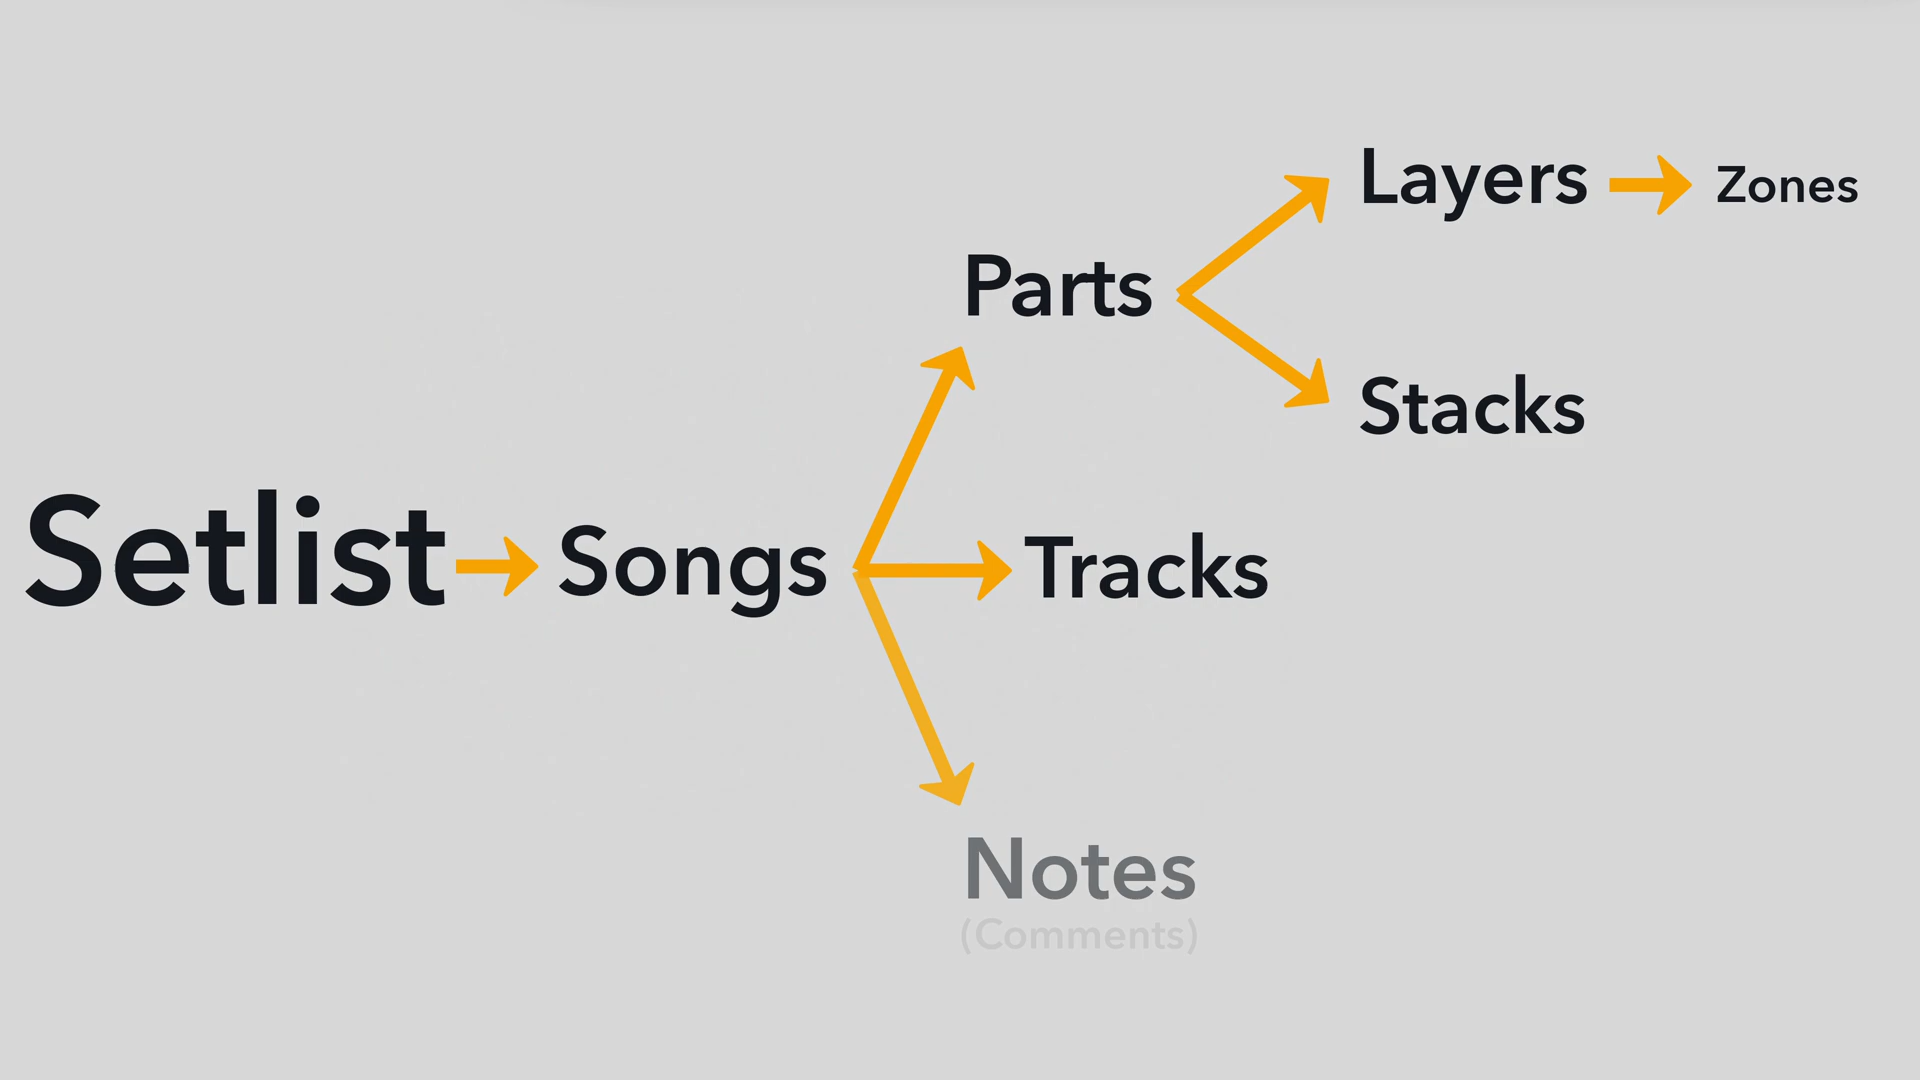 Setlist
Songs
Parts
Layers
Zones
Stacks
Tracks
Notes
(Comments)